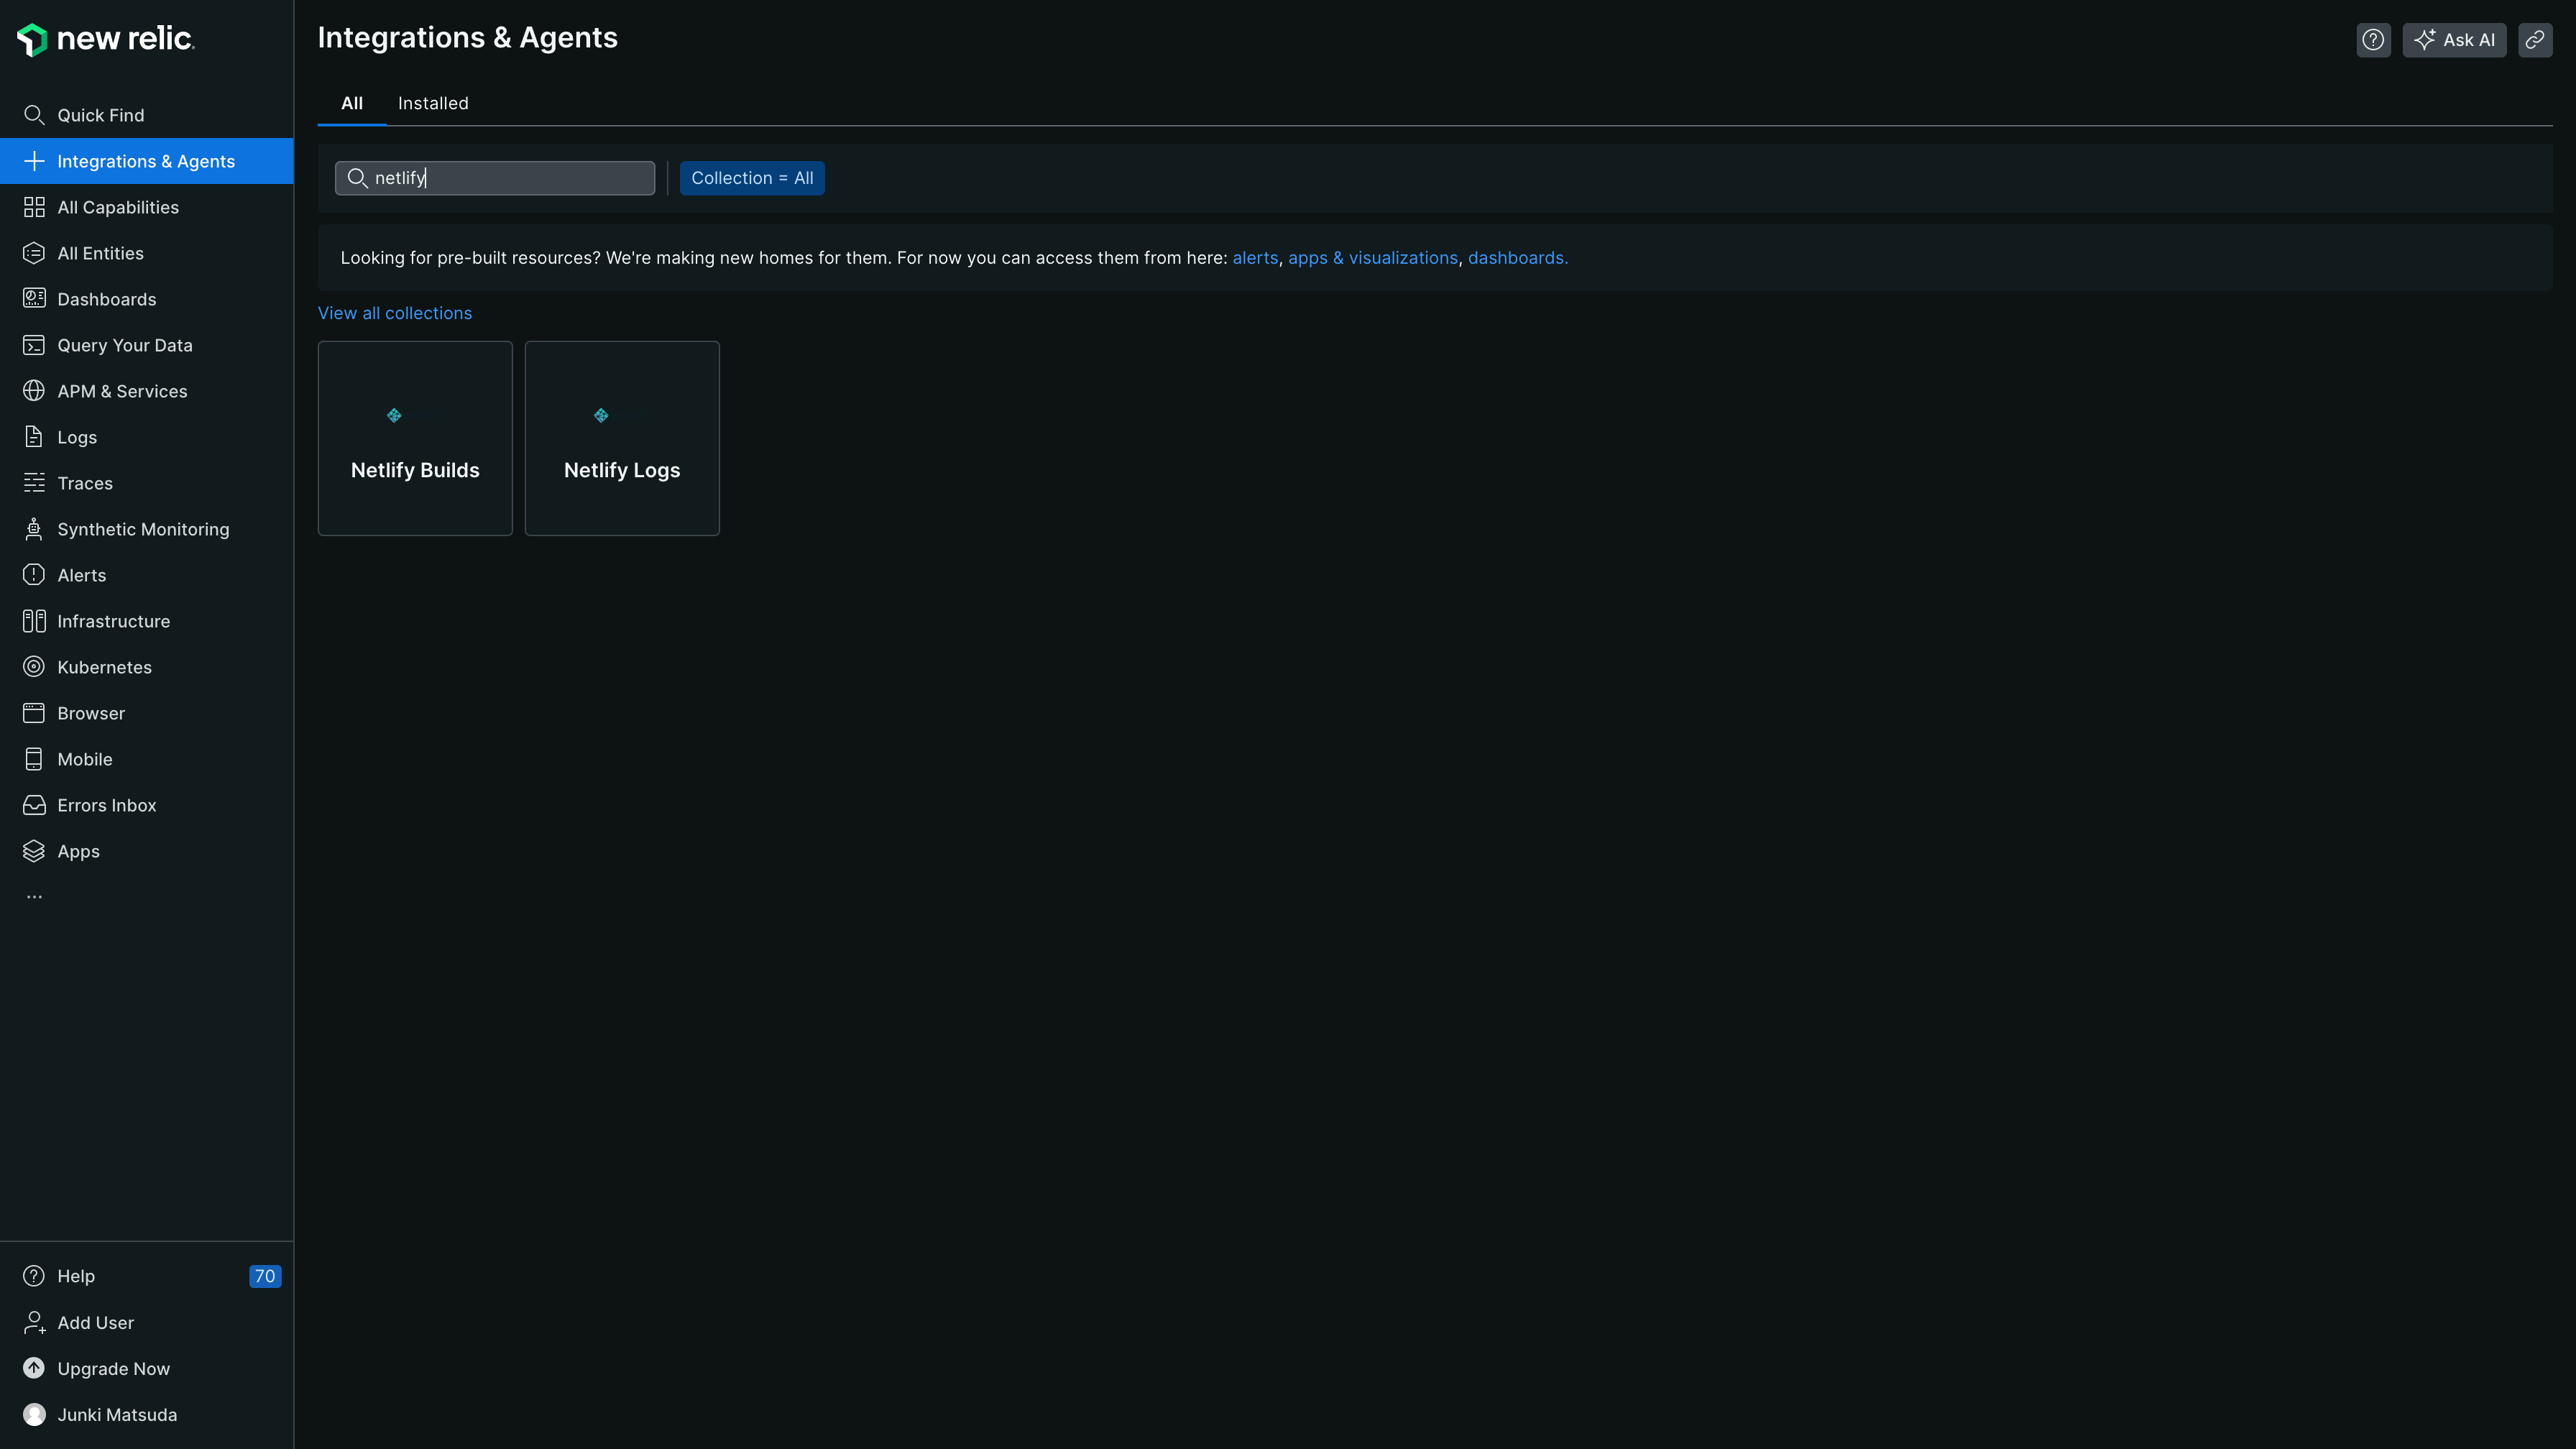 new relic.
Integrations & Agents
Ask AI
Quick Find
Integrations & Agents
All Capabilities
All Entities
Dashboards
Query Your Data
APM & Services
Logs
Traces
Synthetic Monitoring
Alerts
Infrastructure
Kubernetes
Browser
Mobile
Errors Inbox
Apps
...
Help 70
Add User
Upgrade Now
Junki Matsuda
All Installed
netlify Collection = All
Looking for pre-built resources? We're making new homes for them. For now you can access them from here: alerts, apps & visualizations, dashboards.
View all collections
Netlify Builds
Netlify Logs